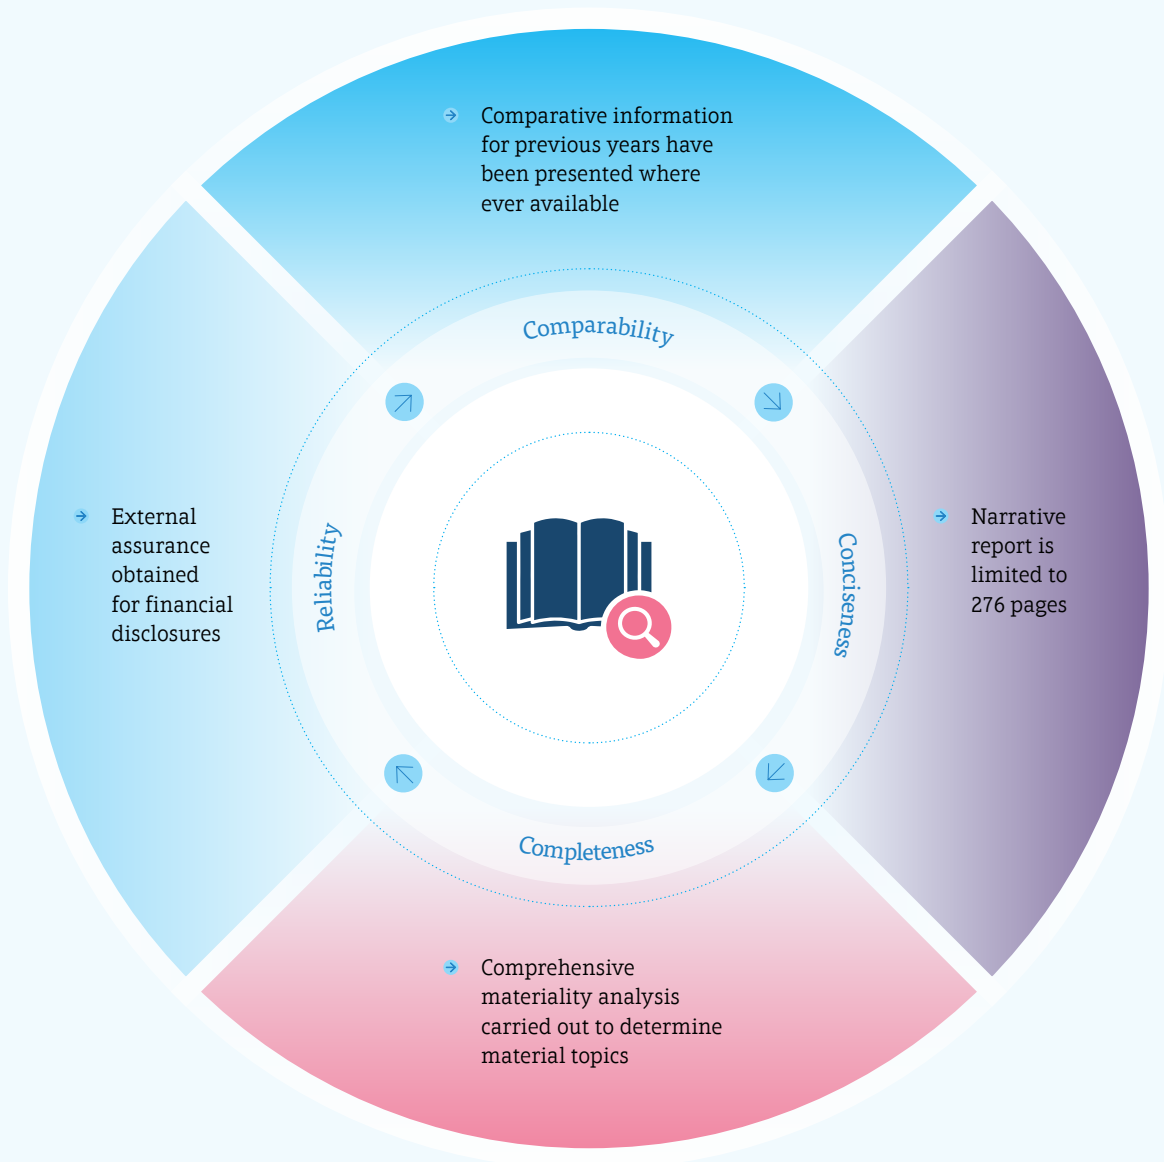 Comparative information
for previous years have
been presented where
ever available
Comparability
External
assurance
obtained
for financial
disclosures
Reliability
Conciseness
Narrative
report is
limited to
276 pages
Completeness
Comprehensive
materiality analysis
carried out to determine
material topics